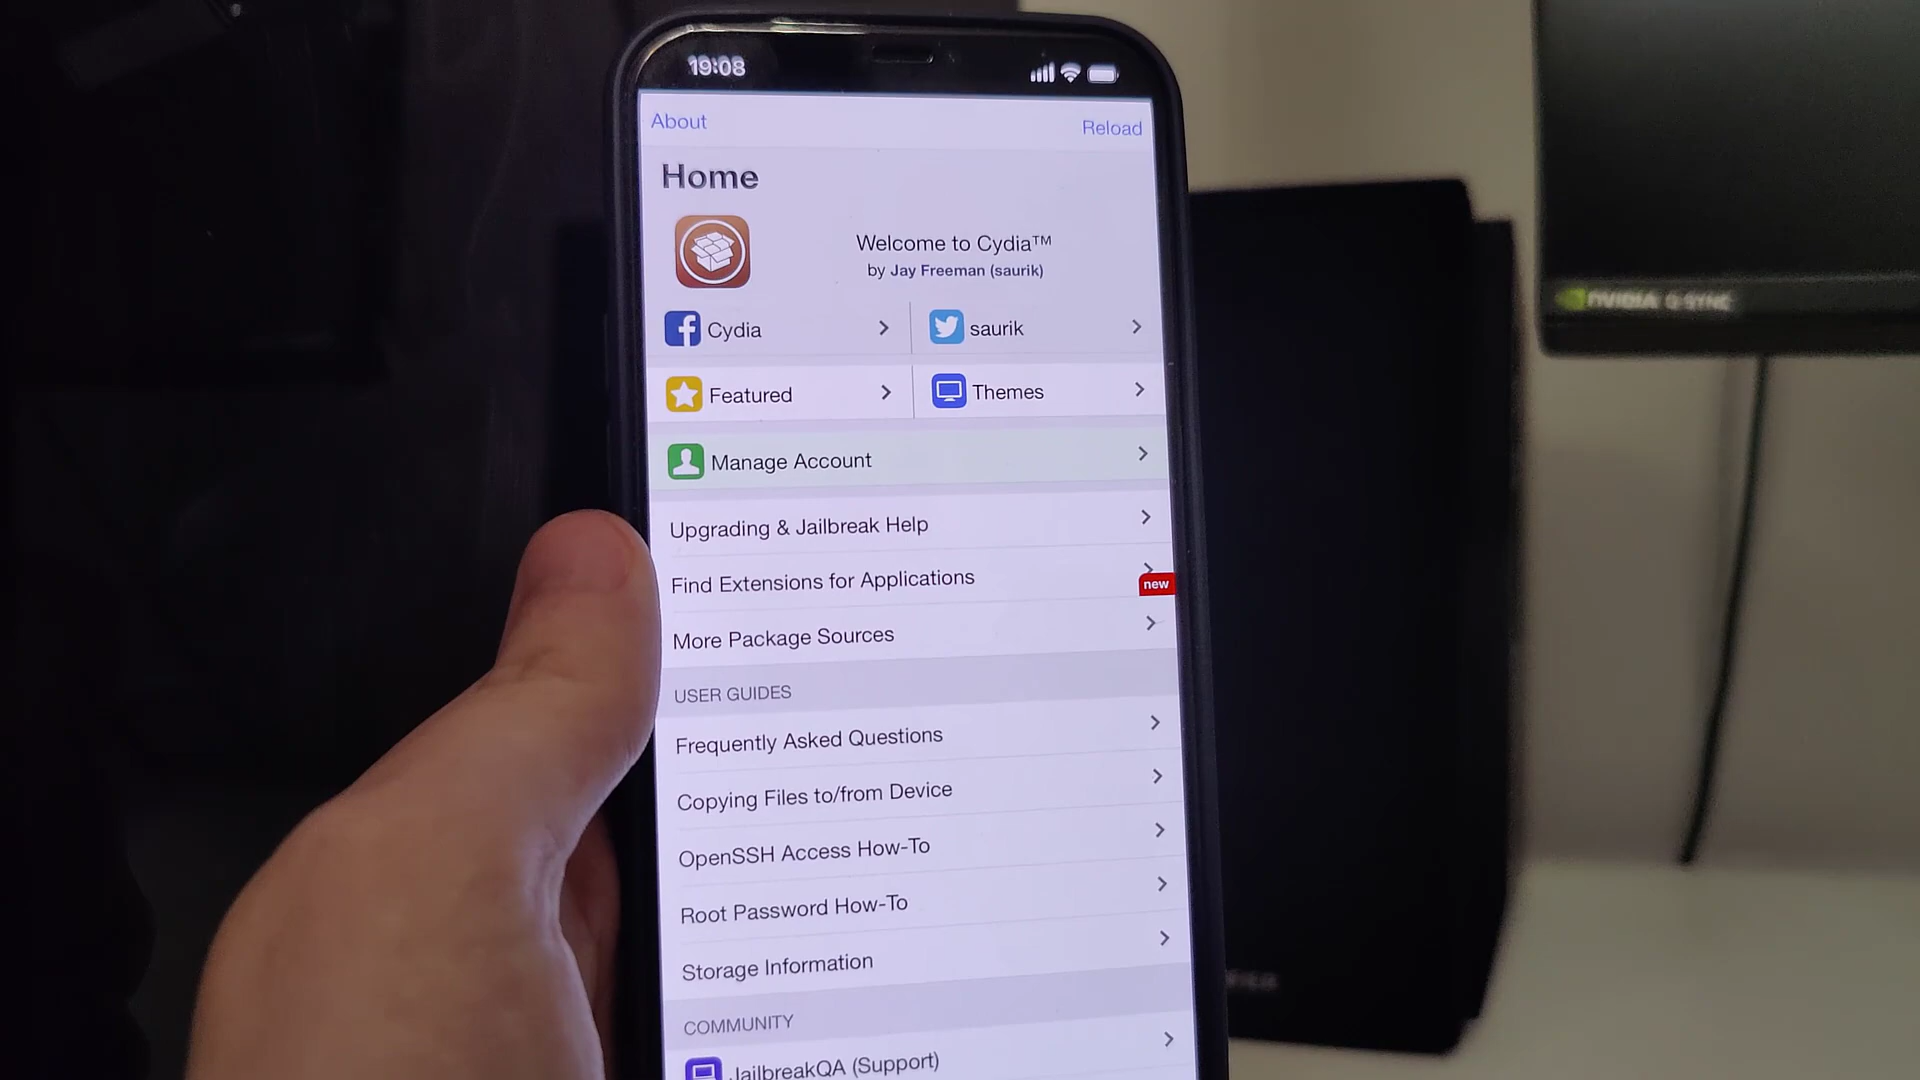 19:08
About
Reload
Home
Welcome to Cydia™
by Jay Freeman (saurik)
Cydia
saurik
Featured
Themes
Manage Account
Upgrading & Jailbreak Help
Find Extensions for Applications
new
More Package Sources
USER GUIDES
Frequently Asked Questions
Copying Files to/from Device
OpenSSH Access How-To
Root Password How-To
Storage Information
COMMUNITY
JailbreakQA (Support)
NVIDIA G-SYNC